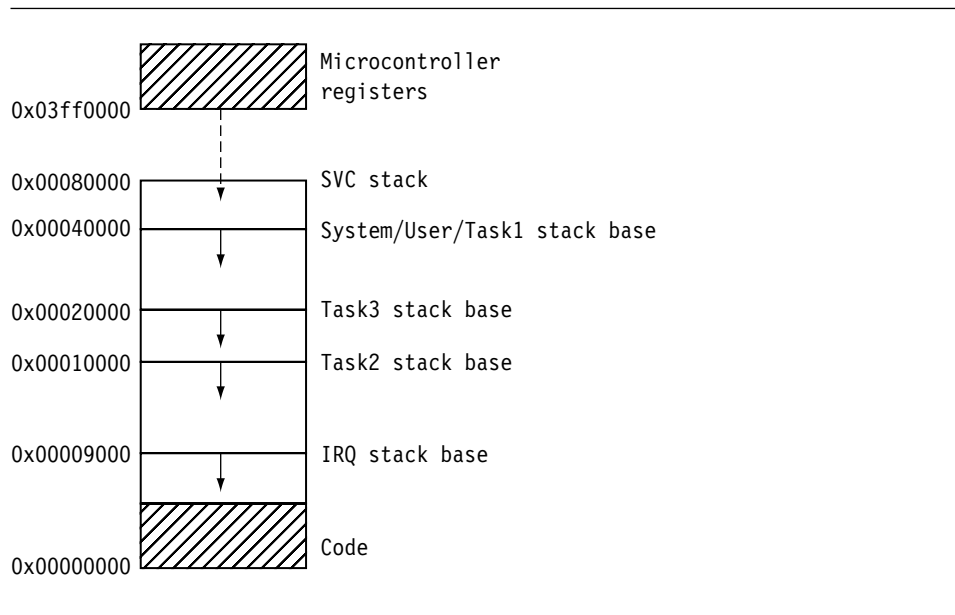 Microcontroller
registers
0x03ff0000
0x00080000 SVC stack
0x00040000 System/User/Task1 stack base
0x00020000 Task3 stack base
0x00010000 Task2 stack base
0x00009000 IRQ stack base
Code
0x00000000